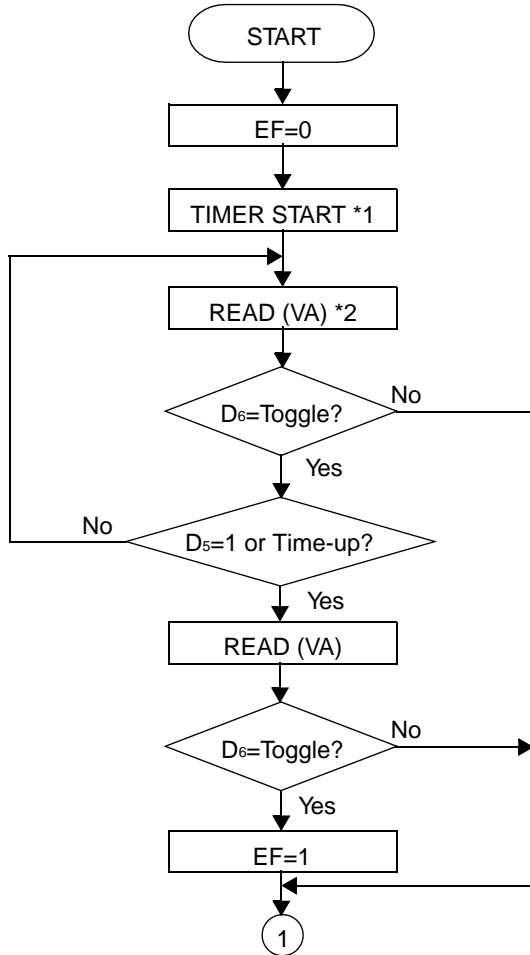 START
EF=0
TIMER START *1
READ (VA) *2
D6=Toggle?
No
Yes
D5=1 or Time-up?
No
Yes
READ (VA)
D6=Toggle?
No
Yes
EF=1
1